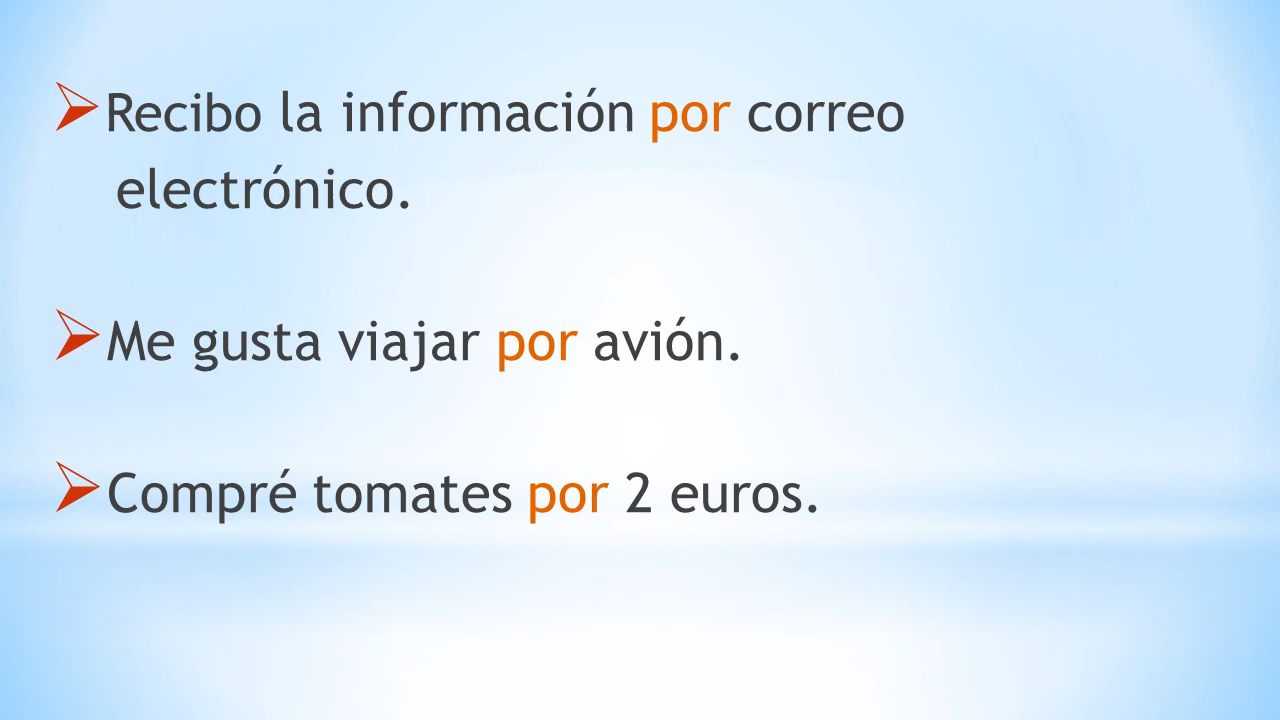 Recibo la información por correo
electrónico.
Me gusta viajar por avión.
Compré tomates por 2 euros.